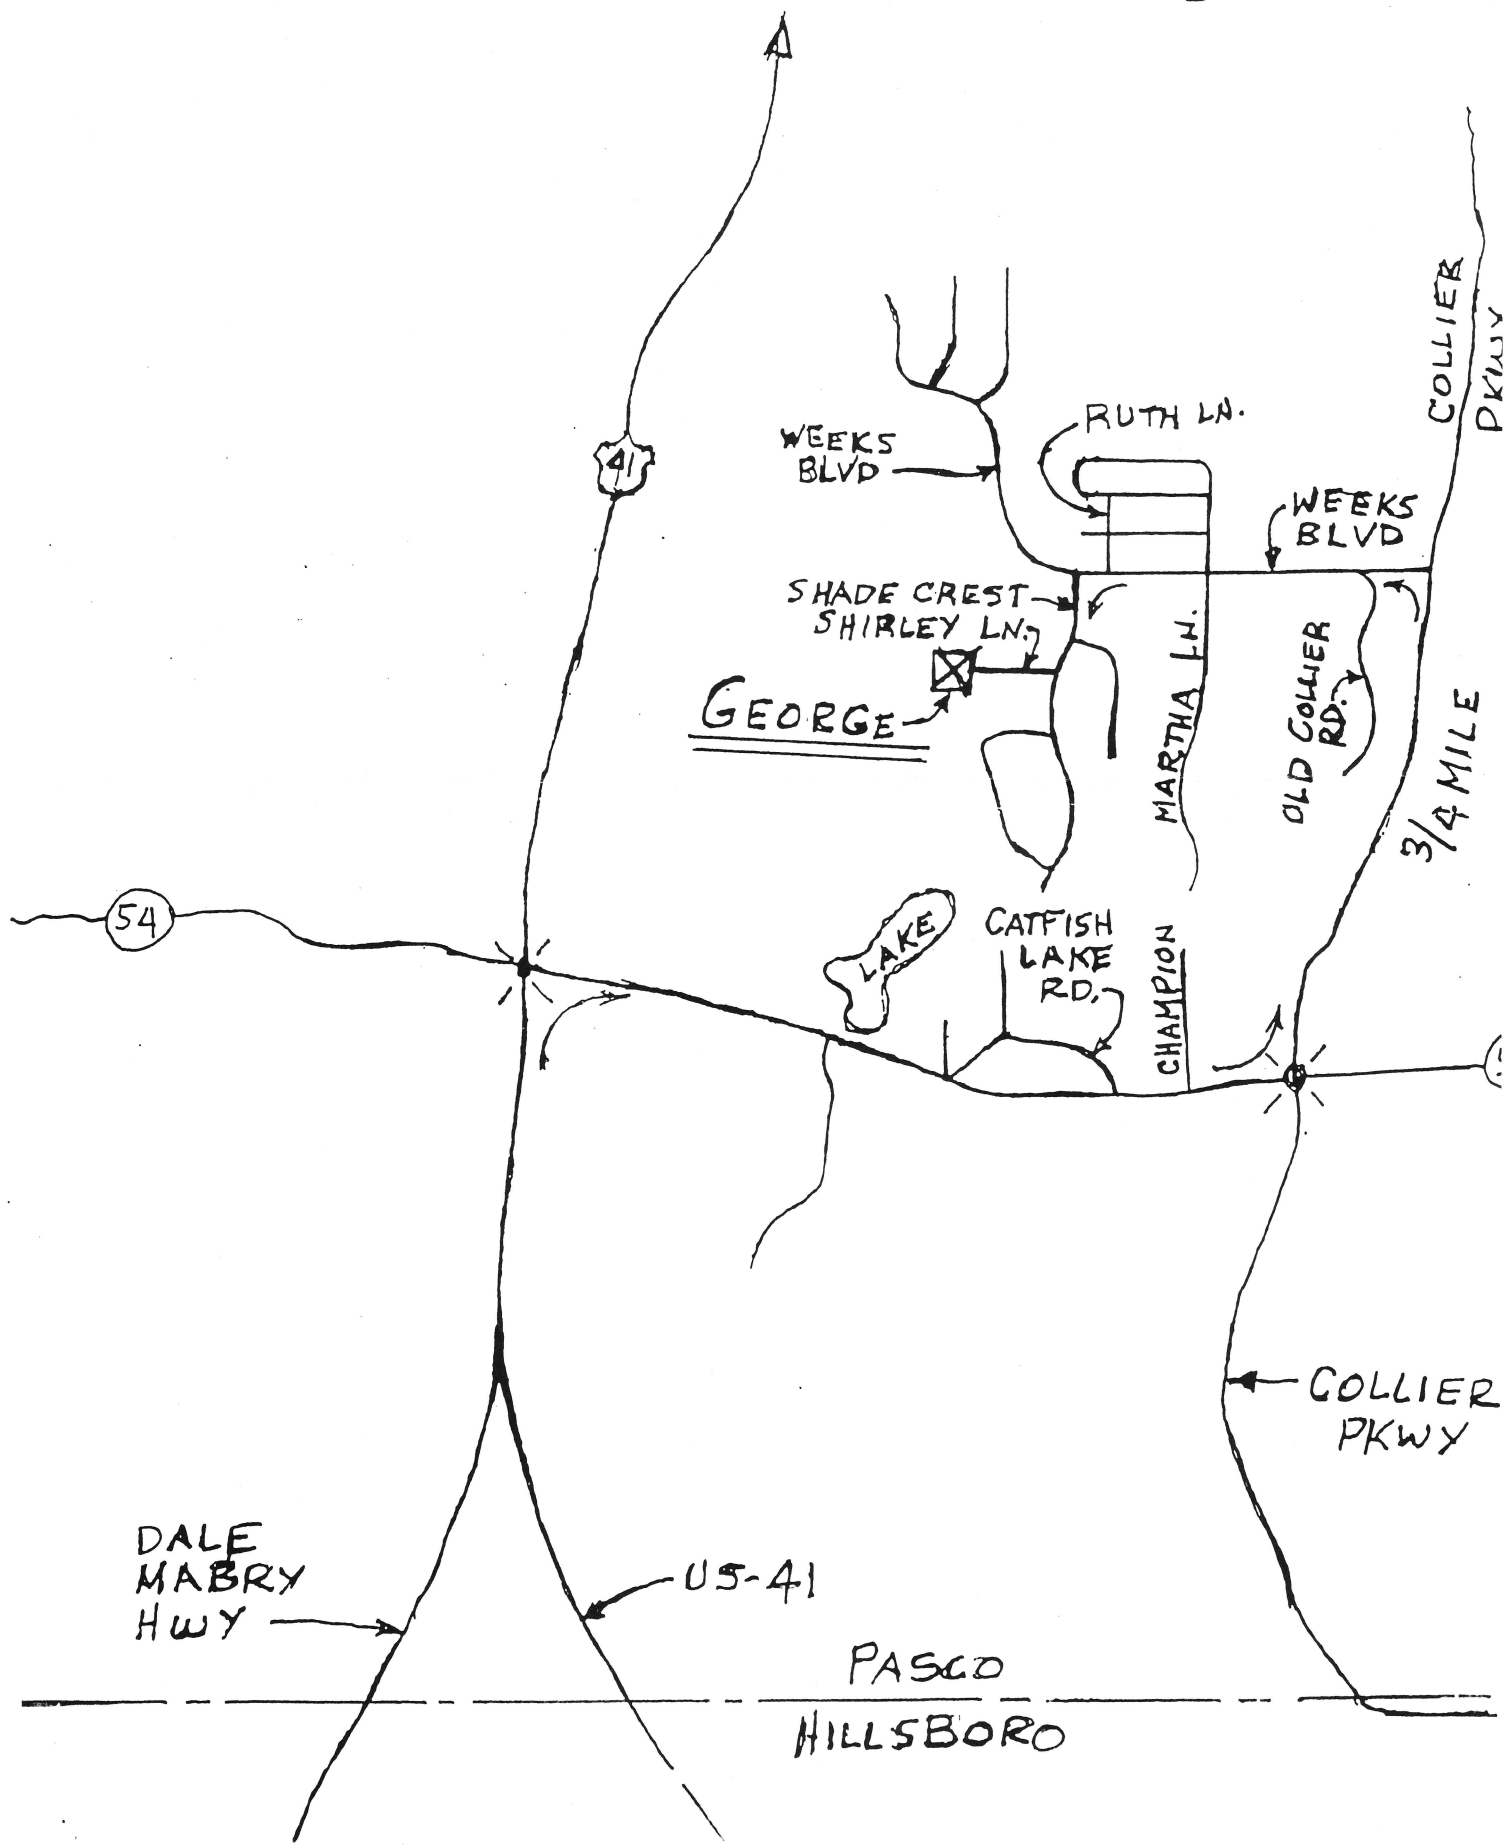 COLLIER
PKWY
RUTH LN.
WEEKS
BLVD
41
WEEKS
BLVD
SHADE CREST
SHIRLEY LN.
GEORGE
MARTHA LN.
OLD COLLIER
RD.
3/4 MILE
54
LAKE
CATFISH
LAKE
RD.
CHAMPION
COLLIER
PKWY
DALE
MABRY
HWY
US-41
PASCO
HILLSBORO